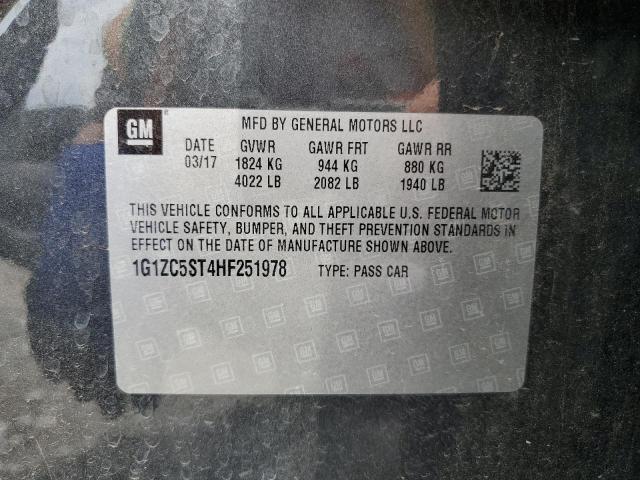 GM ®
MFD BY GENERAL MOTORS LLC
DATE GVWR GAWR FRT GAWR RR
03/17 1824 KG 944 KG 880 KG
4022 LB 2082 LB 1940 LB
THIS VEHICLE CONFORMS TO ALL APPLICABLE U.S. FEDERAL MOTOR
VEHICLE SAFETY, BUMPER, AND THEFT PREVENTION STANDARDS IN
EFFECT ON THE DATE OF MANUFACTURE SHOWN ABOVE.
1G1ZC5ST4HF251978 TYPE: PASS CAR